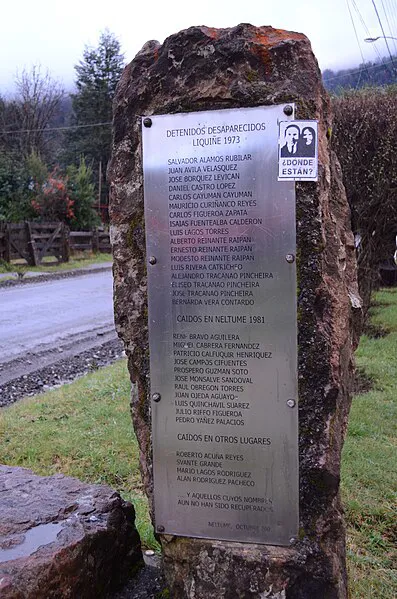 DETENIDOS DESAPARECIDOS
LIQUIÑE 1973
SALVADOR ALAMOS RUBILAR
JUAN AVILA VELASQUEZ
JOSE BORQUEZ LEVICAN
DANIEL CASTRO LOPEZ
CARLOS CAYUMAN CAYUMAN
MAURICIO CURIÑANCO REYES
CARLOS FIGUEROA ZAPATA
ISAIAS FUENTEALBA CALDERON
LUIS LAGOS TORRES
ALBERTO REINANTE RAIPAN
ERNESTO REINANTE RAIPAN
MODESTO REINANTE RAIPAN
LUIS RIVERA CATRICHEO
ALEJANDRO TRACANAO PINCHEIRA
ELISEO TRACANAO PINCHEIRA
JOSE TRACANAO PINCHEIRA
BERNARDA VERA CONTARDO
CAIDOS EN NELTUME 1981
RENE BRAVO AGUILERA
MIGUEL CABRERA FERNANDEZ
PATRICIO CALFUQUIR HENRIQUEZ
JOSE CAMPOS CIFUENTES
PROSPERO GUZMAN SOTO
JOSE MONSALVE SANDOVAL
RAUL OBREGON TORRES
JUAN OJEDA AGUAYO
LUIS QUINCHAVIL SUAREZ
JULIO RIFFO FIGUEROA
PEDRO YAÑEZ PALACIOS
CAIDOS EN OTROS LUGARES
ROBERTO ACUÑA REYES
SVANTE GRANDE
MARIO LAGOS RODRIGUEZ
ALAN RODRIGUEZ PACHECO
... Y AQUELLOS CUYOS NOMBRES
AUN NO HAN SIDO RECUPERADOS
NELTUME, OCTUBRE
¿DONDE
ESTÁN?